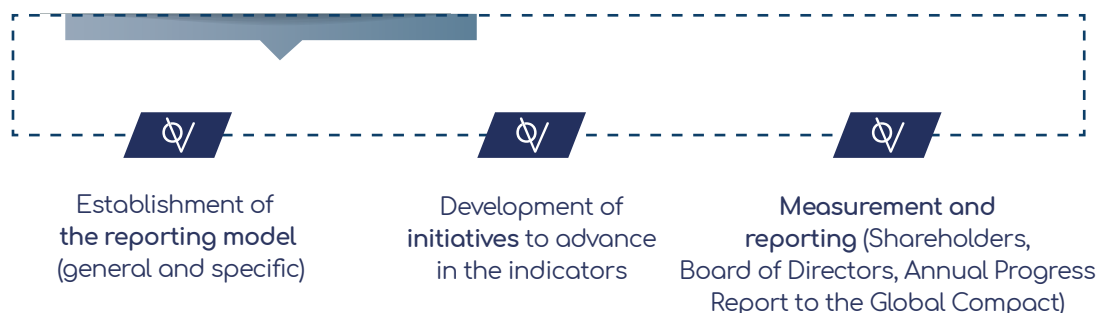 Establishment of
the reporting model
(general and specific)
Development of
initiatives to advance
in the indicators
Measurement and
reporting (Shareholders,
Board of Directors, Annual Progress
Report to the Global Compact)